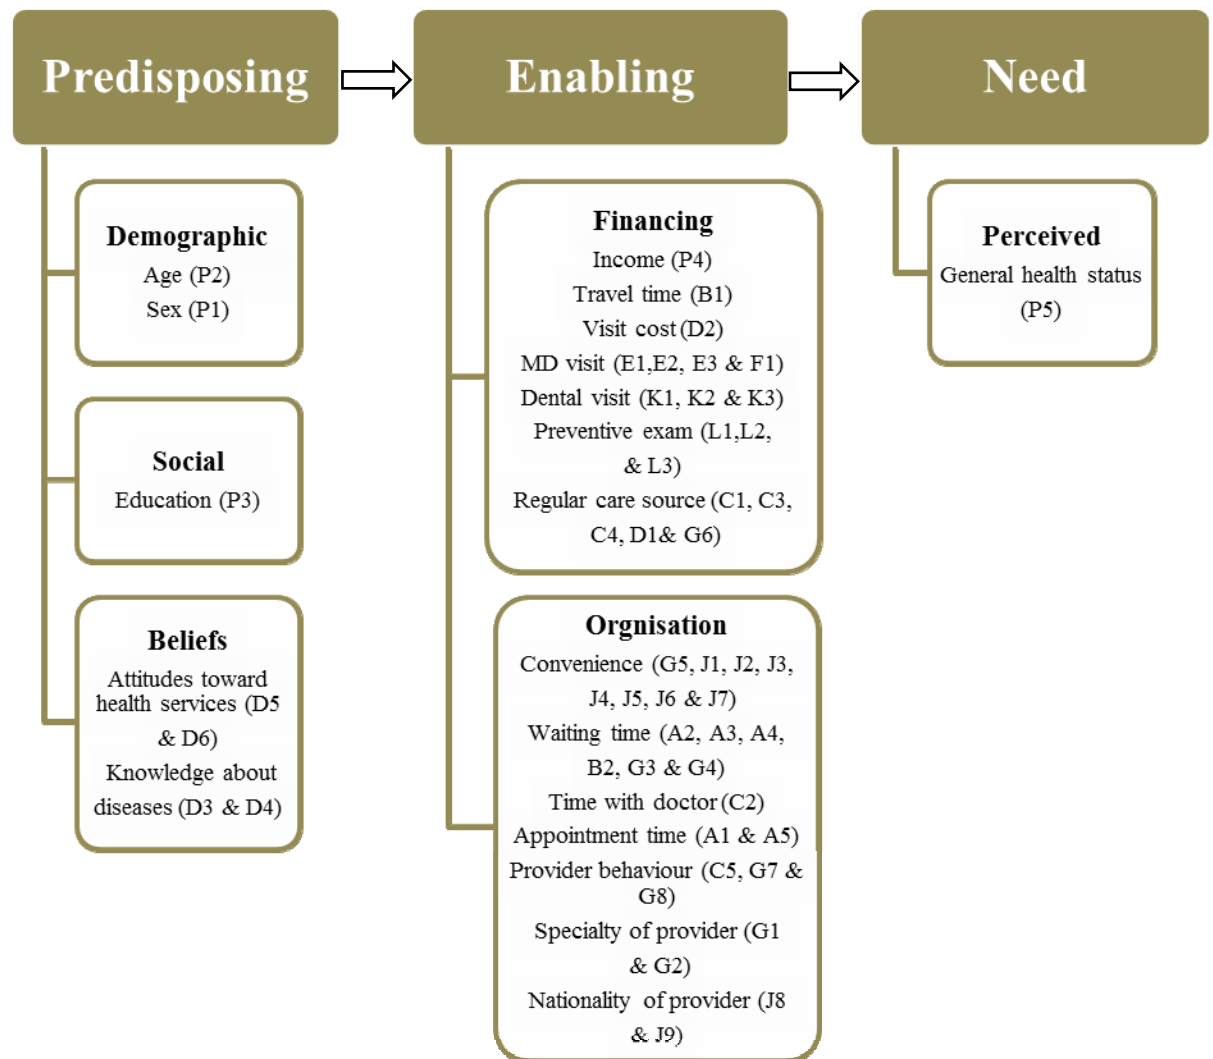 Predisposing
Enabling
Need
Demographic
Age (P2)
Sex (P1)
Social
Education (P3)
Beliefs
Attitudes toward
health services (D5
& D6)
Knowledge about
diseases (D3 & D4)
Financing
Income (P4)
Travel time (B1)
Visit cost (D2)
MD visit (E1,E2, E3 & F1)
Dental visit (K1, K2 & K3)
Preventive exam (L1,L2,
& L3)
Regular care source (C1, C3,
C4, D1& G6)
Orgnisation
Convenience (G5, J1, J2, J3,
J4, J5, J6 & J7)
Waiting time (A2, A3, A4,
B2, G3 & G4)
Time with doctor (C2)
Appointment time (A1 & A5)
Provider behaviour (C5, G7 &
G8)
Specialty of provider (G1
& G2)
Nationality of provider (J8
& J9)
Perceived
General health status
(P5)